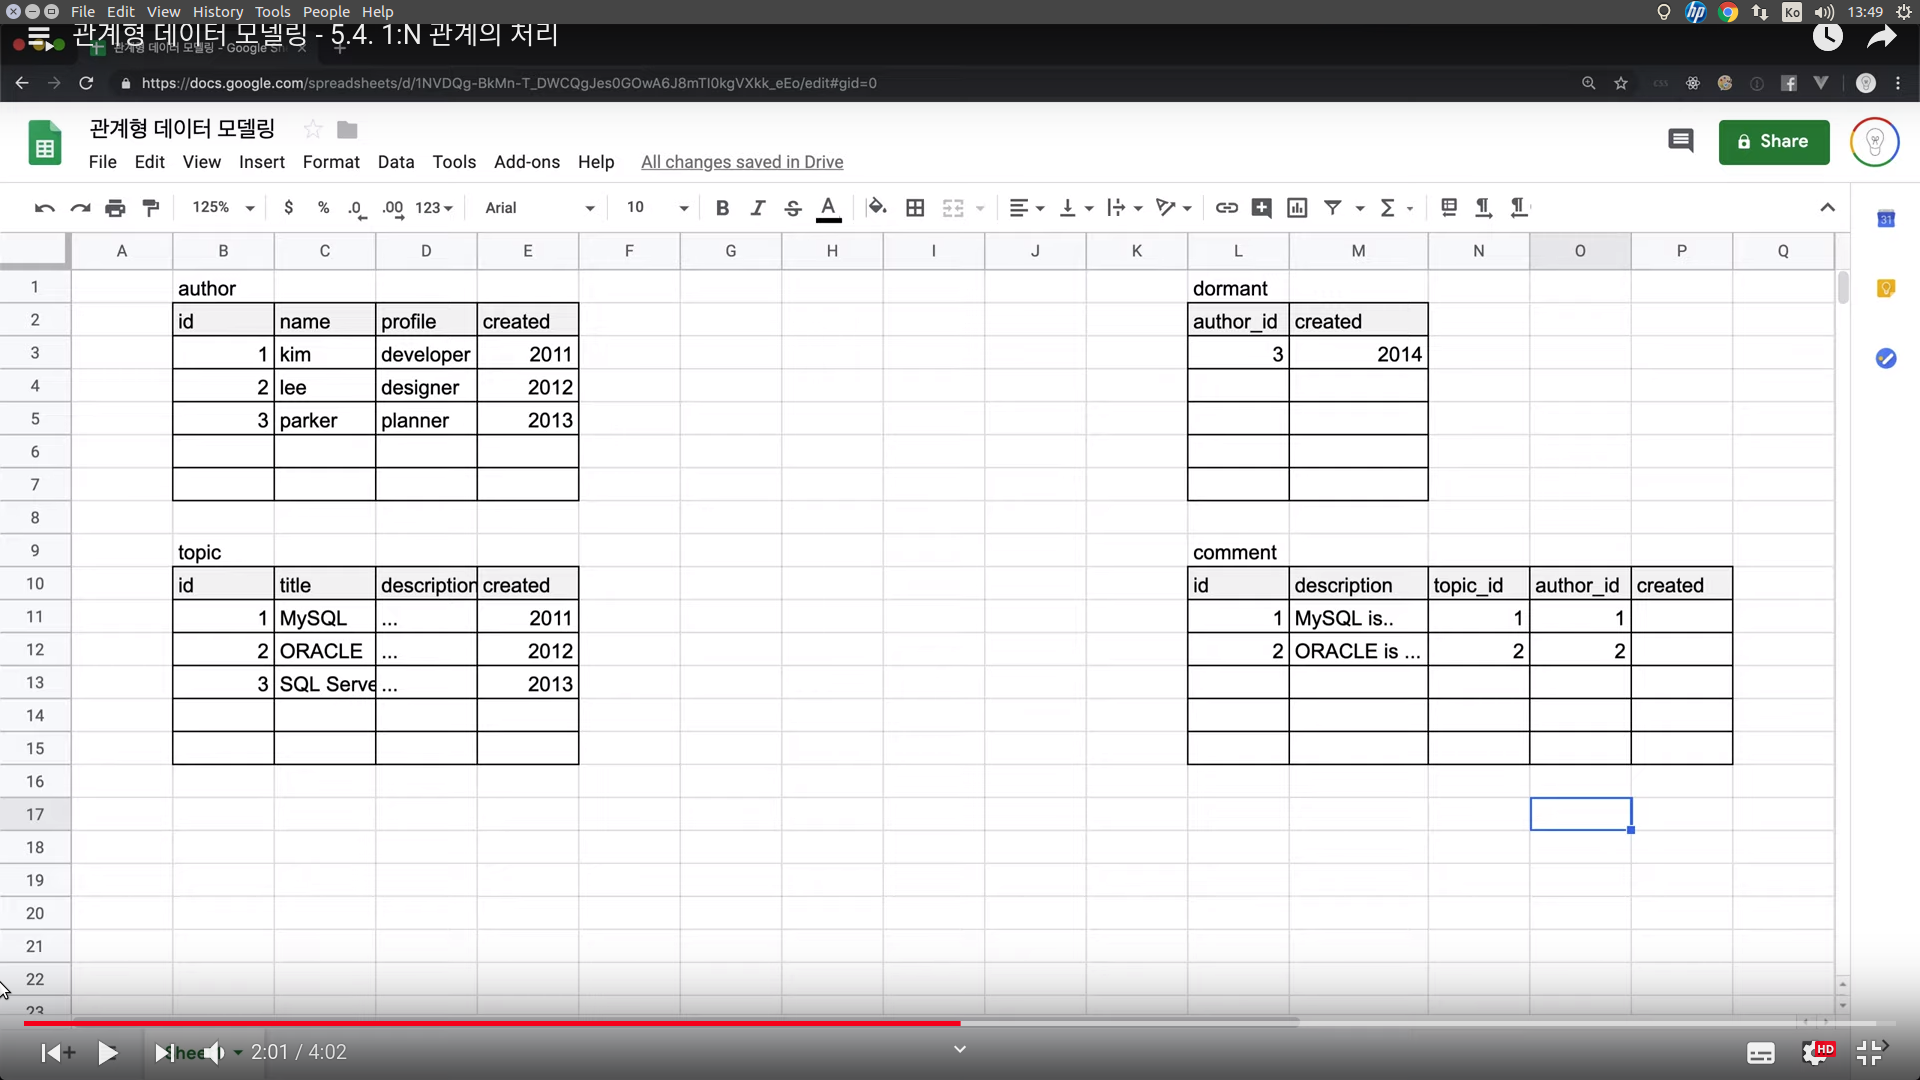 File Edit View History Tools People Help
Ko 13:49
관계형 데이터 모델링 - 5.4. 1:N 관계의 처리
관계형 데이터 모델링 - Google Sh
https://docs.google.com/spreadsheets/d/1NVDQg-BkMn-T_DWCQgJes0GOwA6J8mTI0kgVXkk_eEo/edit#gid=0
관계형 데이터 모델링
File Edit View Insert Format Data Tools Add-ons Help All changes saved in Drive
Share
125% $ % .0 .00 123 Arial 10 B I S A
31
A B C D E F G H I J K L M N O P Q
1 author dormant
2 id name profile created author_id created
3 1 kim developer 2011 3 2014
4 2 lee designer 2012
5 3 parker planner 2013
6
7
8
9 topic comment
10 id title description created id description topic_id author_id created
11 1 MySQL ... 2011 1 MySQL is.. 1 1
12 2 ORACLE ... 2012 2 ORACLE is ... 2 2
13 3 SQL Serve ... 2013
14
15
16
17
18
19
20
21
22
23
2:01 / 4:02
HD